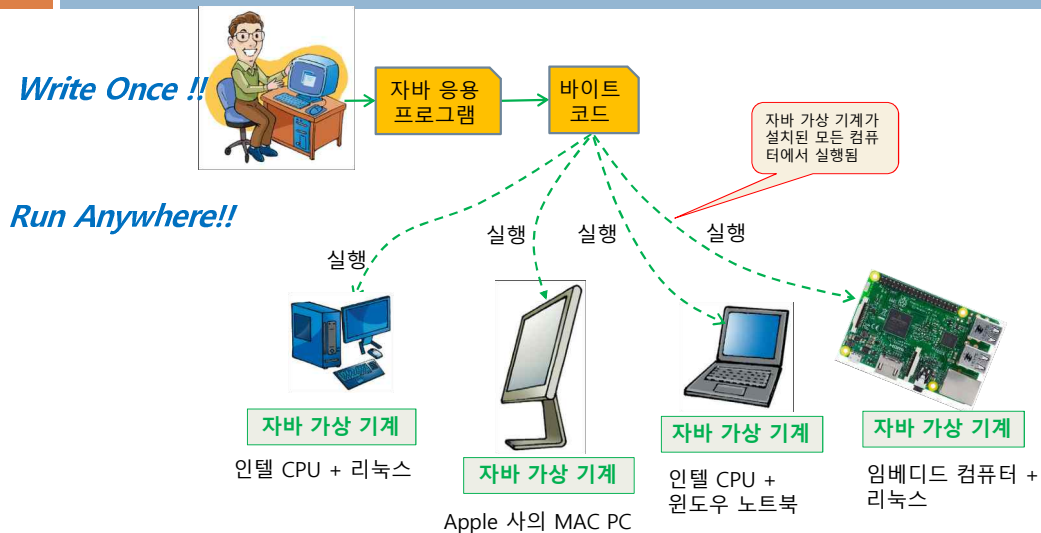 Write Once !!
자바 응용
프로그램
바이트
코드
자바 가상 기계가
설치된 모든 컴퓨
터에서 실행됨
Run Anywhere!!
실행
실행
실행
실행
자바 가상 기계
인텔 CPU + 리눅스
자바 가상 기계
Apple 사의 MAC PC
자바 가상 기계
인텔 CPU +
윈도우 노트북
자바 가상 기계
임베디드 컴퓨터 +
리눅스